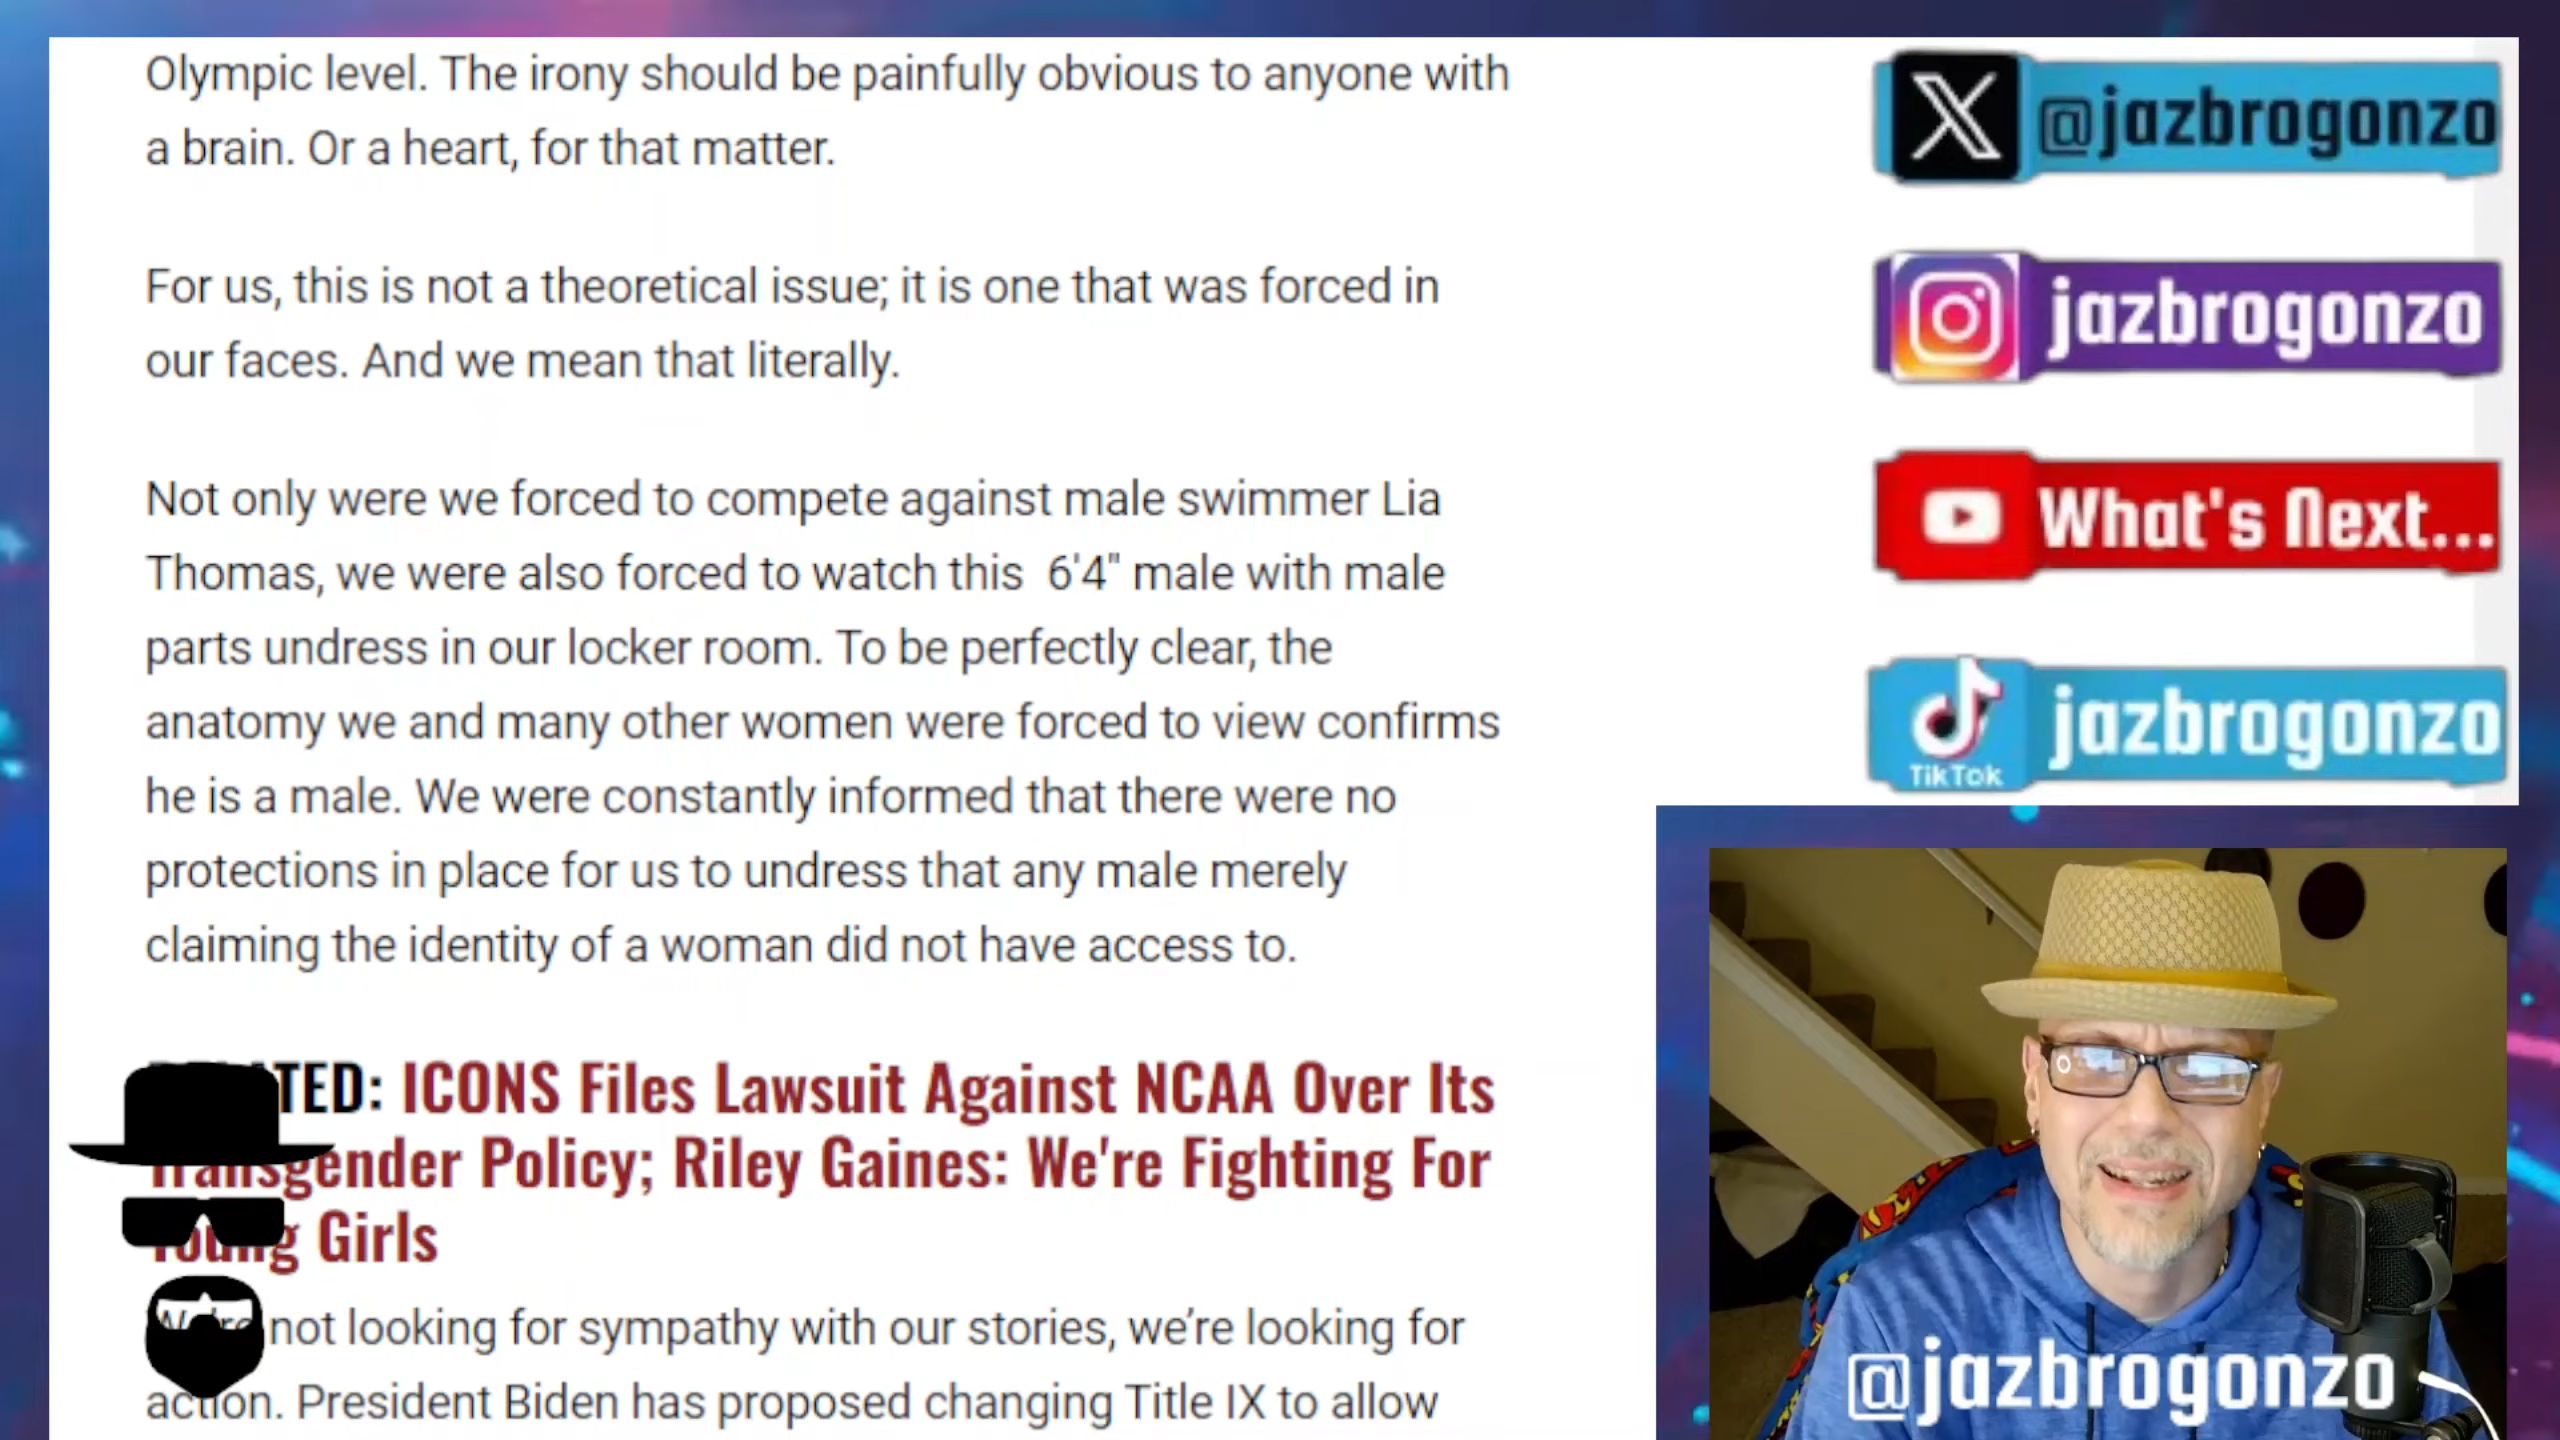 Olympic level. The irony should be painfully obvious to anyone with
a brain. Or a heart, for that matter.
For us, this is not a theoretical issue; it is one that was forced in
our faces. And we mean that literally.
Not only were we forced to compete against male swimmer Lia
Thomas, we were also forced to watch this 6'4" male with male
parts undress in our locker room. To be perfectly clear, the
anatomy we and many other women were forced to view confirms
he is a male. We were constantly informed that there were no
protections in place for us to undress that any male merely
claiming the identity of a woman did not have access to.
ICONS Files Lawsuit Against NCAA Over Its
Transgender Policy; Riley Gaines: We're Fighting For
Young Girls
not looking for sympathy with our stories, we're looking for
action. President Biden has proposed changing Title IX to allow
@jazbrogonzo
jazbrogonzo
What's Next...
TikTok
jazbrogonzo
@jazbrogonzo